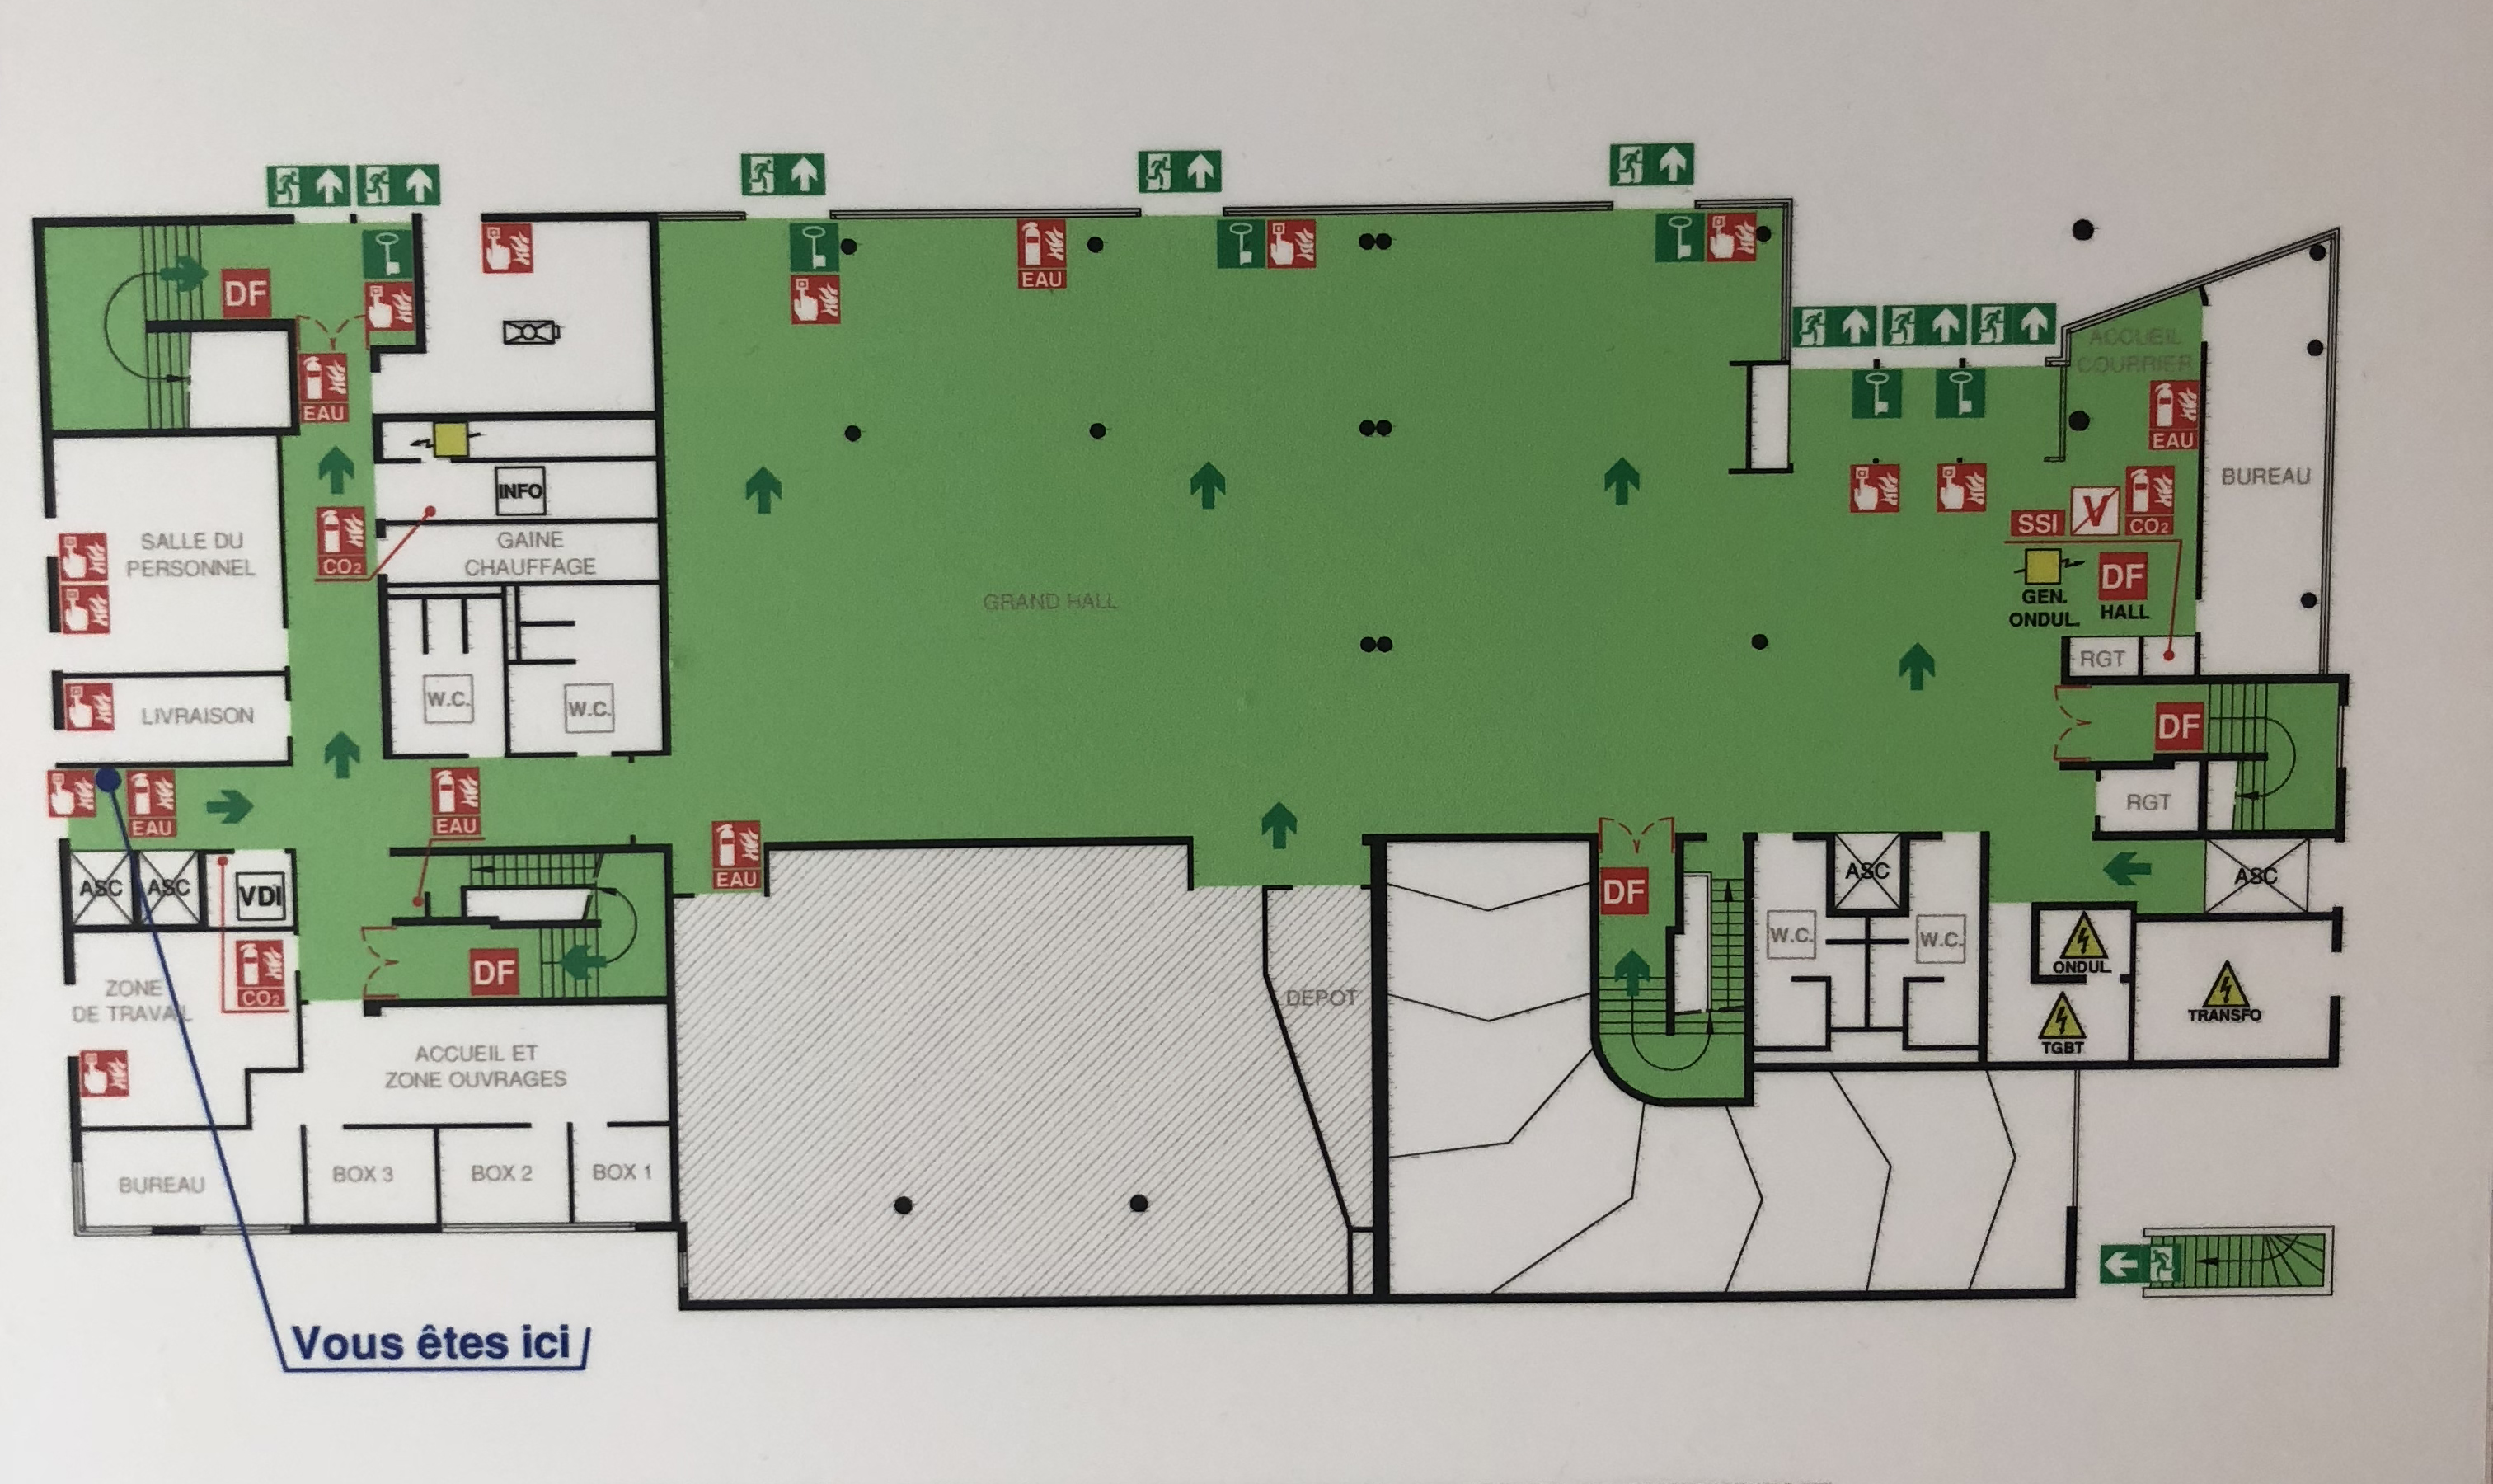 DF
EAU
EAU
ACCUEIL
COURRIER
EAU
EAU
INFO
BUREAU
SALLE DU
PERSONNEL
CO2
GAINE
CHAUFFAGE
SSI
V
CO2
GRAND HALL
GEN.
ONDUL.
DF
HALL
RGT
W.C.
W.C.
LIVRAISON
DF
EAU
EAU
RGT
EAU
ASC
ASC
VDI
DF
ASC
ASC
W.C.
W.C.
DF
CO2
ONDUL.
ZONE
DE TRAVAIL
DEPOT
TRANSFO
TGBT
ACCUEIL ET
ZONE OUVRAGES
BUREAU
BOX 3
BOX 2
BOX 1
Vous êtes ici